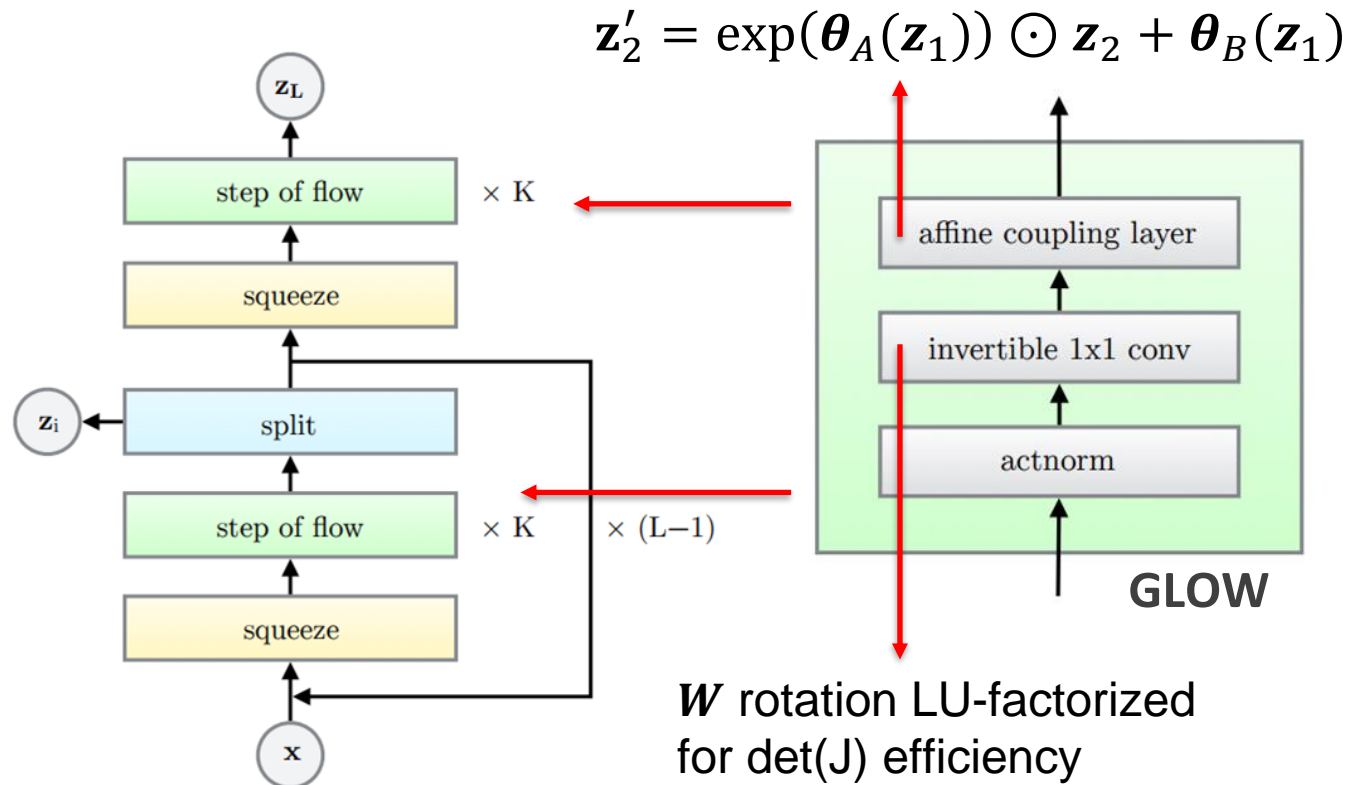 𝐳₂′ = exp(𝜽_A(𝒛₁)) ⊙ 𝒛₂ + 𝜽_B(𝒛₁)
z_L
step of flow × K
squeeze
z_i
split
step of flow × K × (L−1)
squeeze
x
affine coupling layer
invertible 1x1 conv
actnorm
GLOW
𝑾 rotation LU-factorized
for det(J) efficiency